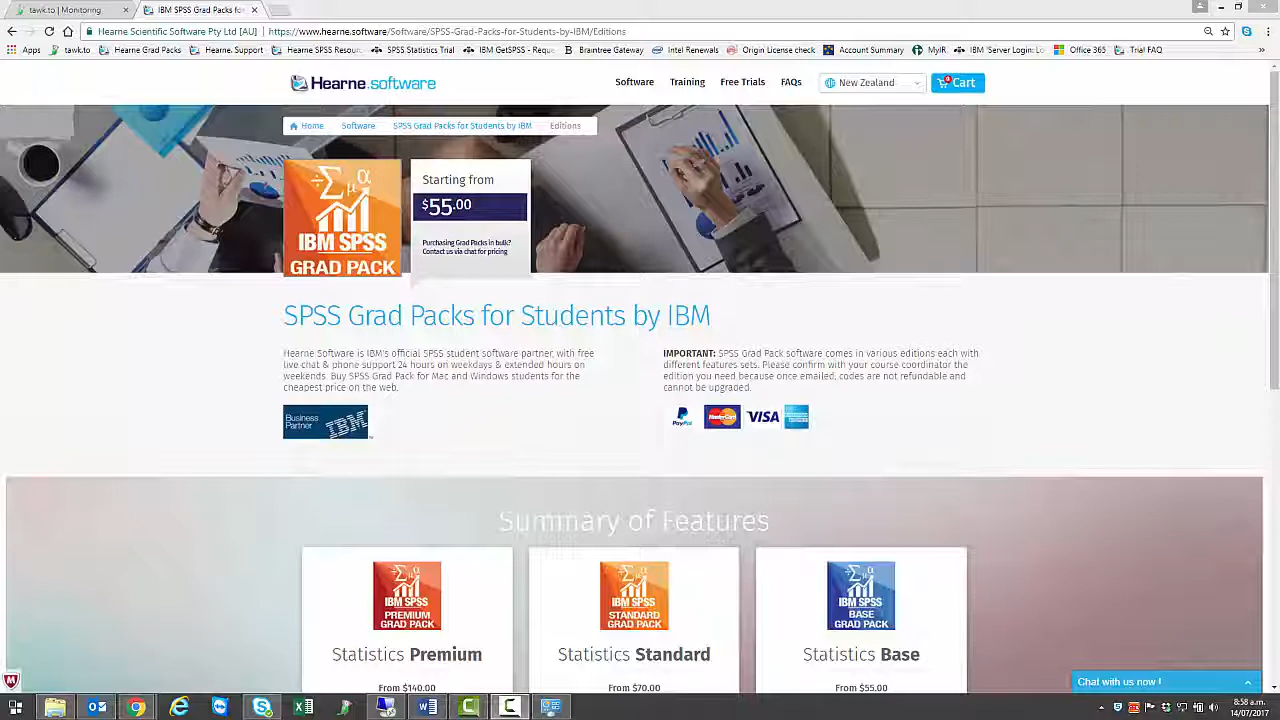 tawk.to | Monitoring
IBM SPSS Grad Packs for
Hearne Scientific Software Pty Ltd [AU] | https://www.hearne.software/Software/SPSS-Grad-Packs-for-Students-by-IBM/Editions
Apps tawk.to Hearne Grad Packs Hearne. Support Hearne SPSS Resour SPSS Statistics Trial IBM GetSPSS - Reque Braintree Gateway Intel Renewals Origin License check Account Summary MyIR IBM 'Server Login: Lo Office 365 Trial FAQ
Hearne.software
Software Training Free Trials FAQs New Zealand 0 Cart
Home Software SPSS Grad Packs for Students by IBM Editions
Σ α
÷ μ
IBM SPSS
GRAD PACK
Starting from
$55.00
Purchasing Grad Packs in bulk?
Contact us via chat for pricing
SPSS Grad Packs for Students by IBM
Hearne Software is IBM's official SPSS student software partner, with free
live chat & phone support 24 hours on weekdays & extended hours on
weekends. Buy SPSS Grad Pack for Mac and Windows students for the
cheapest price on the web.
IMPORTANT: SPSS Grad Pack software comes in various editions each with
different features sets. Please confirm with your course coordinator the
edition you need because once emailed, codes are not refundable and
cannot be upgraded.
Business
Partner
IBM
PayPal MasterCard VISA
Summary of Features
IBM SPSS
PREMIUM
GRAD PACK
IBM SPSS
STANDARD
GRAD PACK
IBM SPSS
BASE
GRAD PACK
Statistics Premium
Statistics Standard
Statistics Base
From $140.00
From $70.00
From $55.00
Chat with us now !
8:58 a.m.
14/07/2017